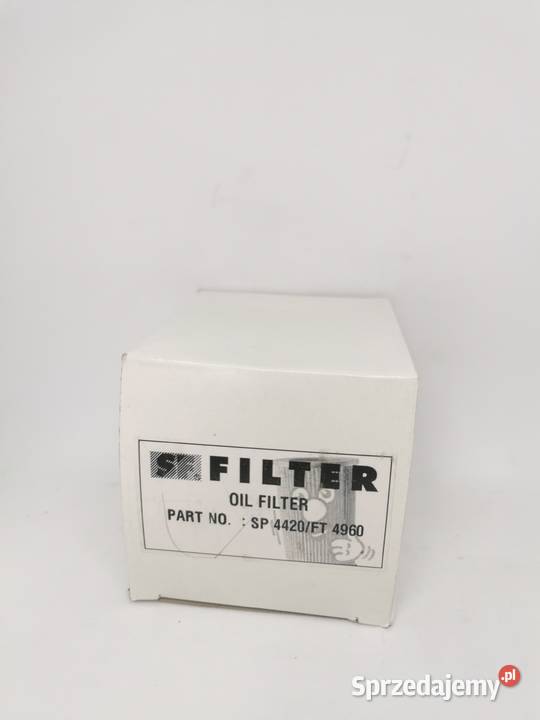 SF FILTER
OIL FILTER
PART NO. : SP 4420/FT 4960
Sprzedajemy.pl